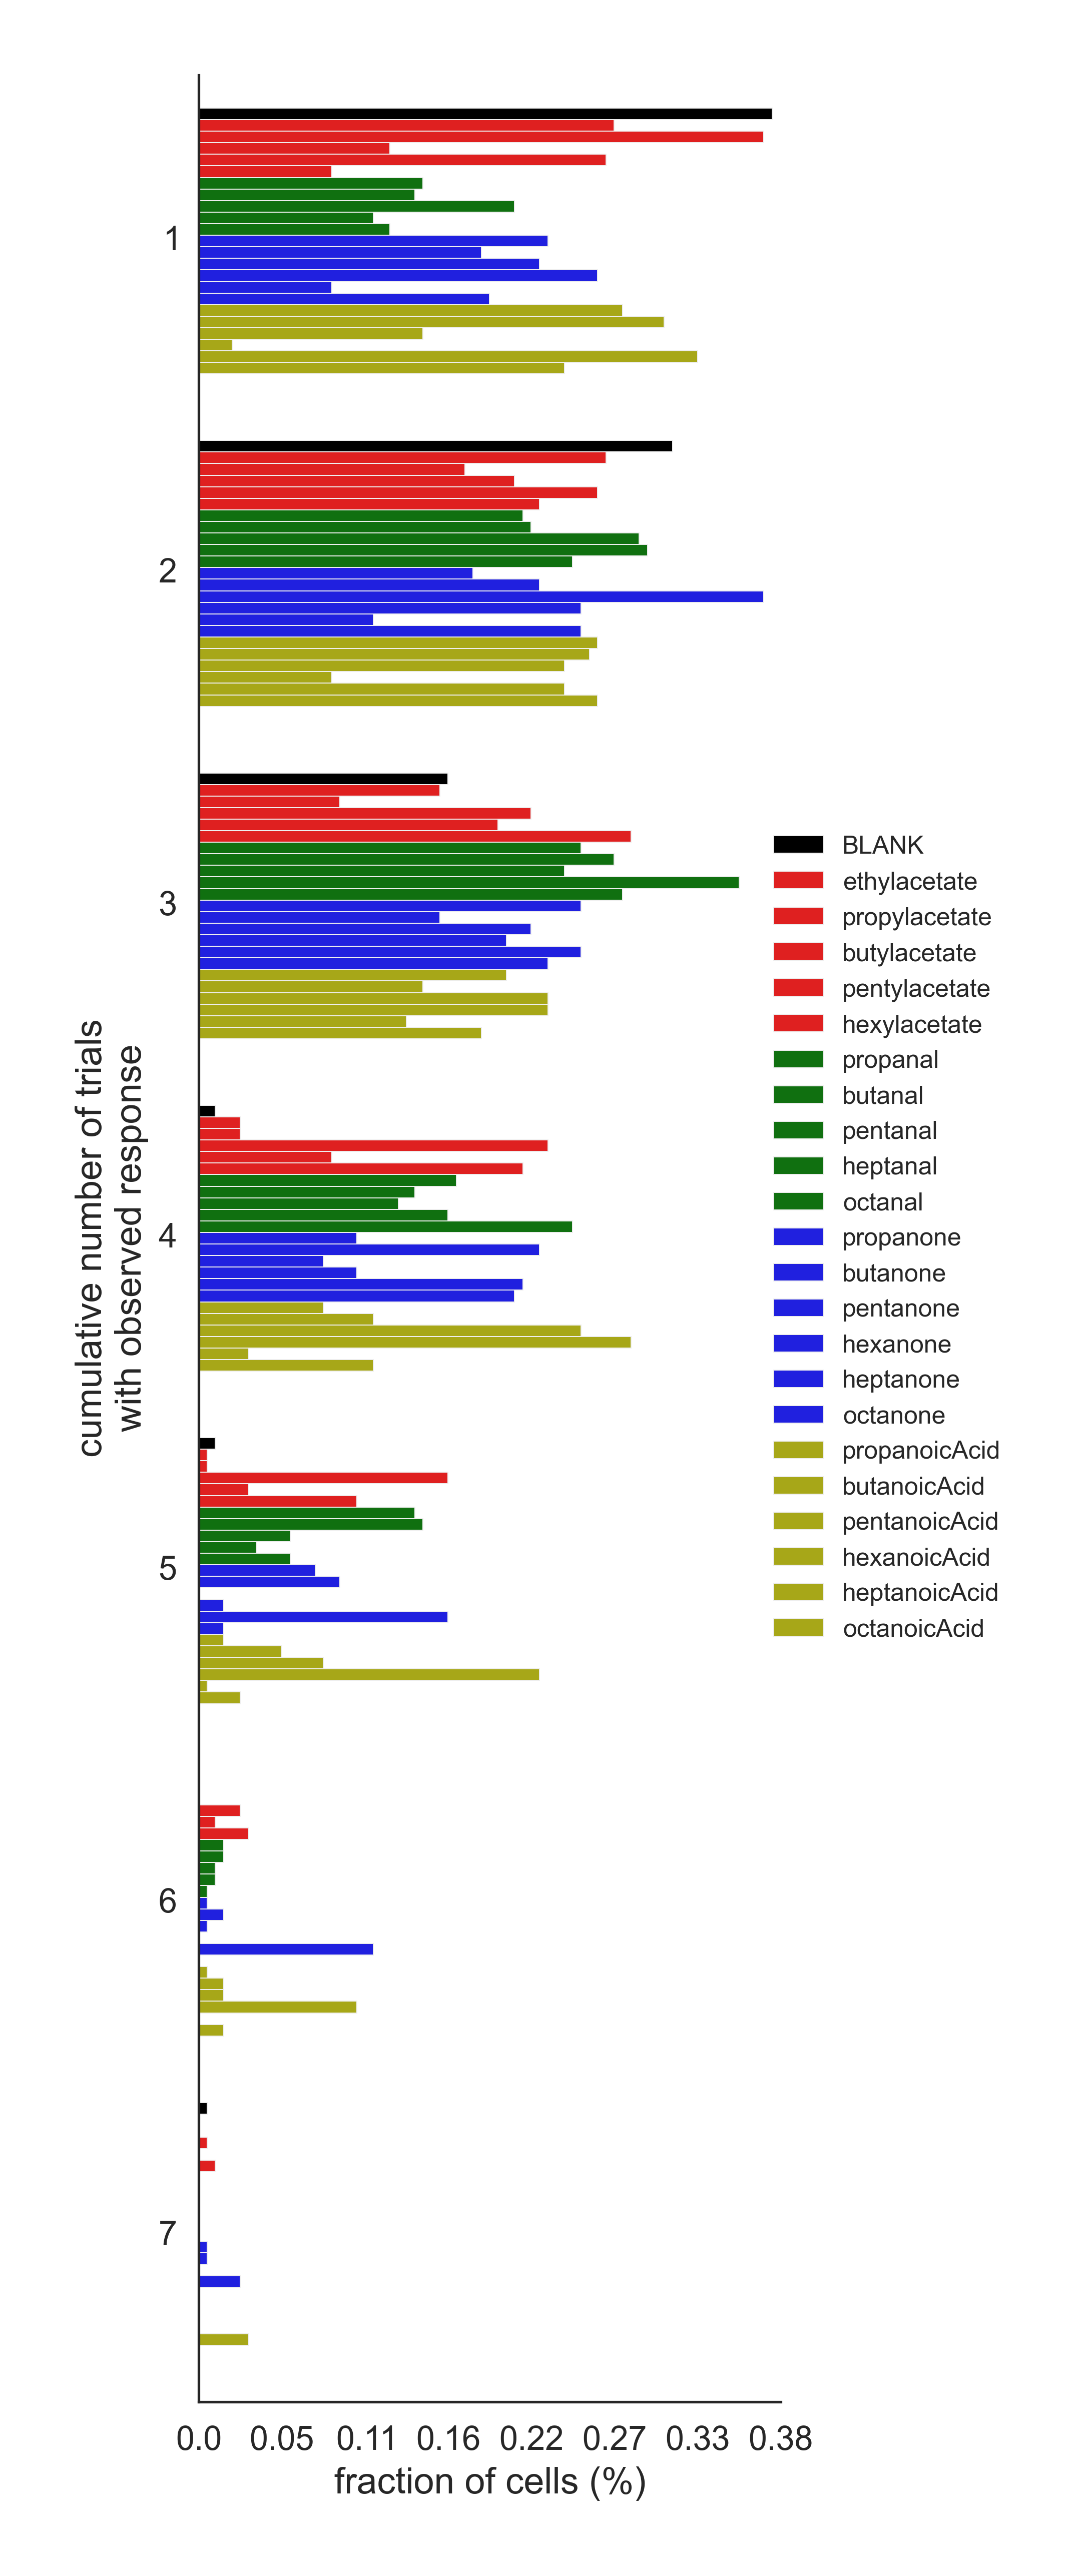 1
2
3
4
5
6
7
cumulative number of trials
with observed response
BLANK
ethylacetate
propylacetate
butylacetate
pentylacetate
hexylacetate
propanal
butanal
pentanal
heptanal
octanal
propanone
butanone
pentanone
hexanone
heptanone
octanone
propanoicAcid
butanoicAcid
pentanoicAcid
hexanoicAcid
heptanoicAcid
octanoicAcid
0.0 0.05 0.11 0.16 0.22 0.27 0.33 0.38
fraction of cells (%)